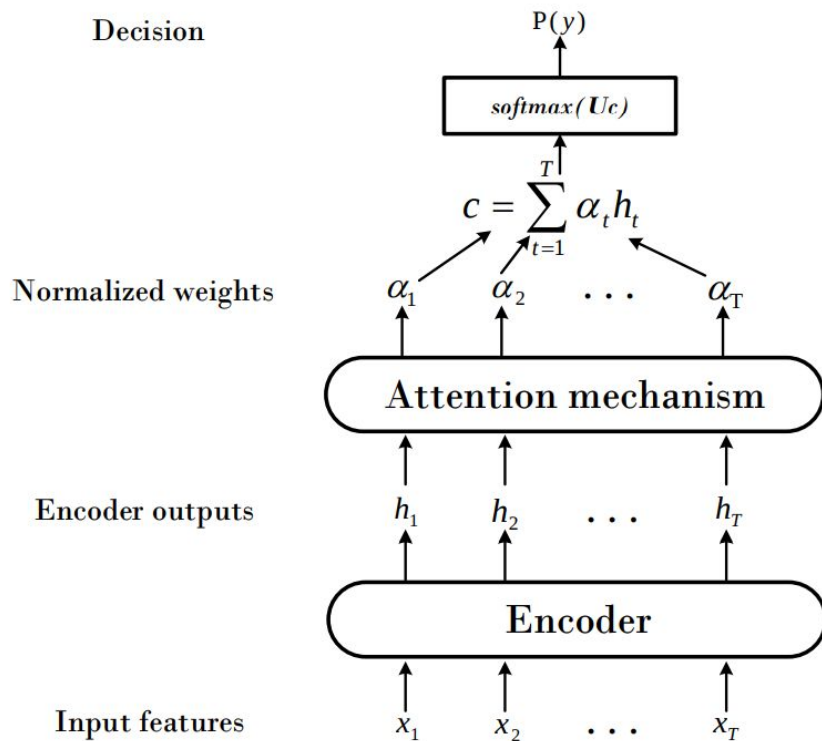 Decision P(y)
softmax(Uc)
c = \sum_{t=1}^{T} α_t h_t
Normalized weights α_1 α_2 . . . α_T
Attention mechanism
Encoder outputs h_1 h_2 . . . h_T
Encoder
Input features x_1 x_2 . . . x_T